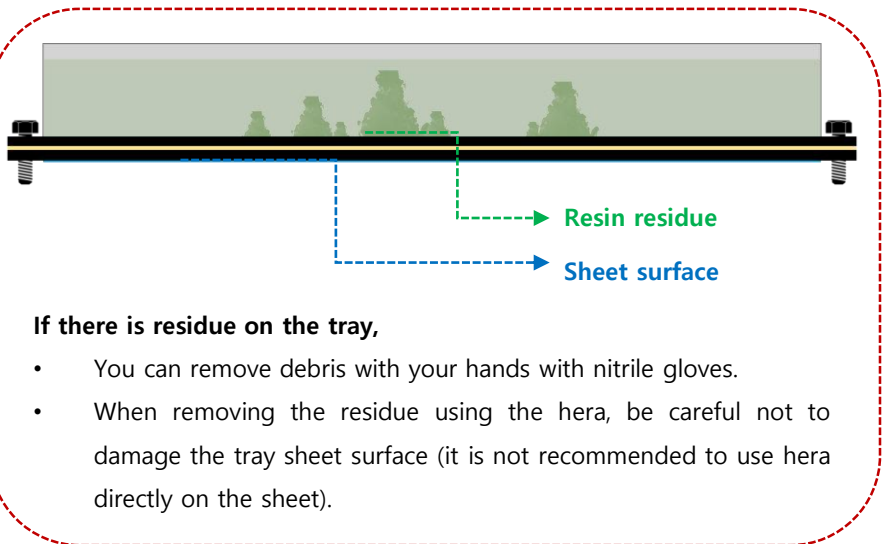 Resin residue
Sheet surface
If there is residue on the tray,
• You can remove debris with your hands with nitrile gloves.
• When removing the residue using the hera, be careful not to
damage the tray sheet surface (it is not recommended to use hera
directly on the sheet).